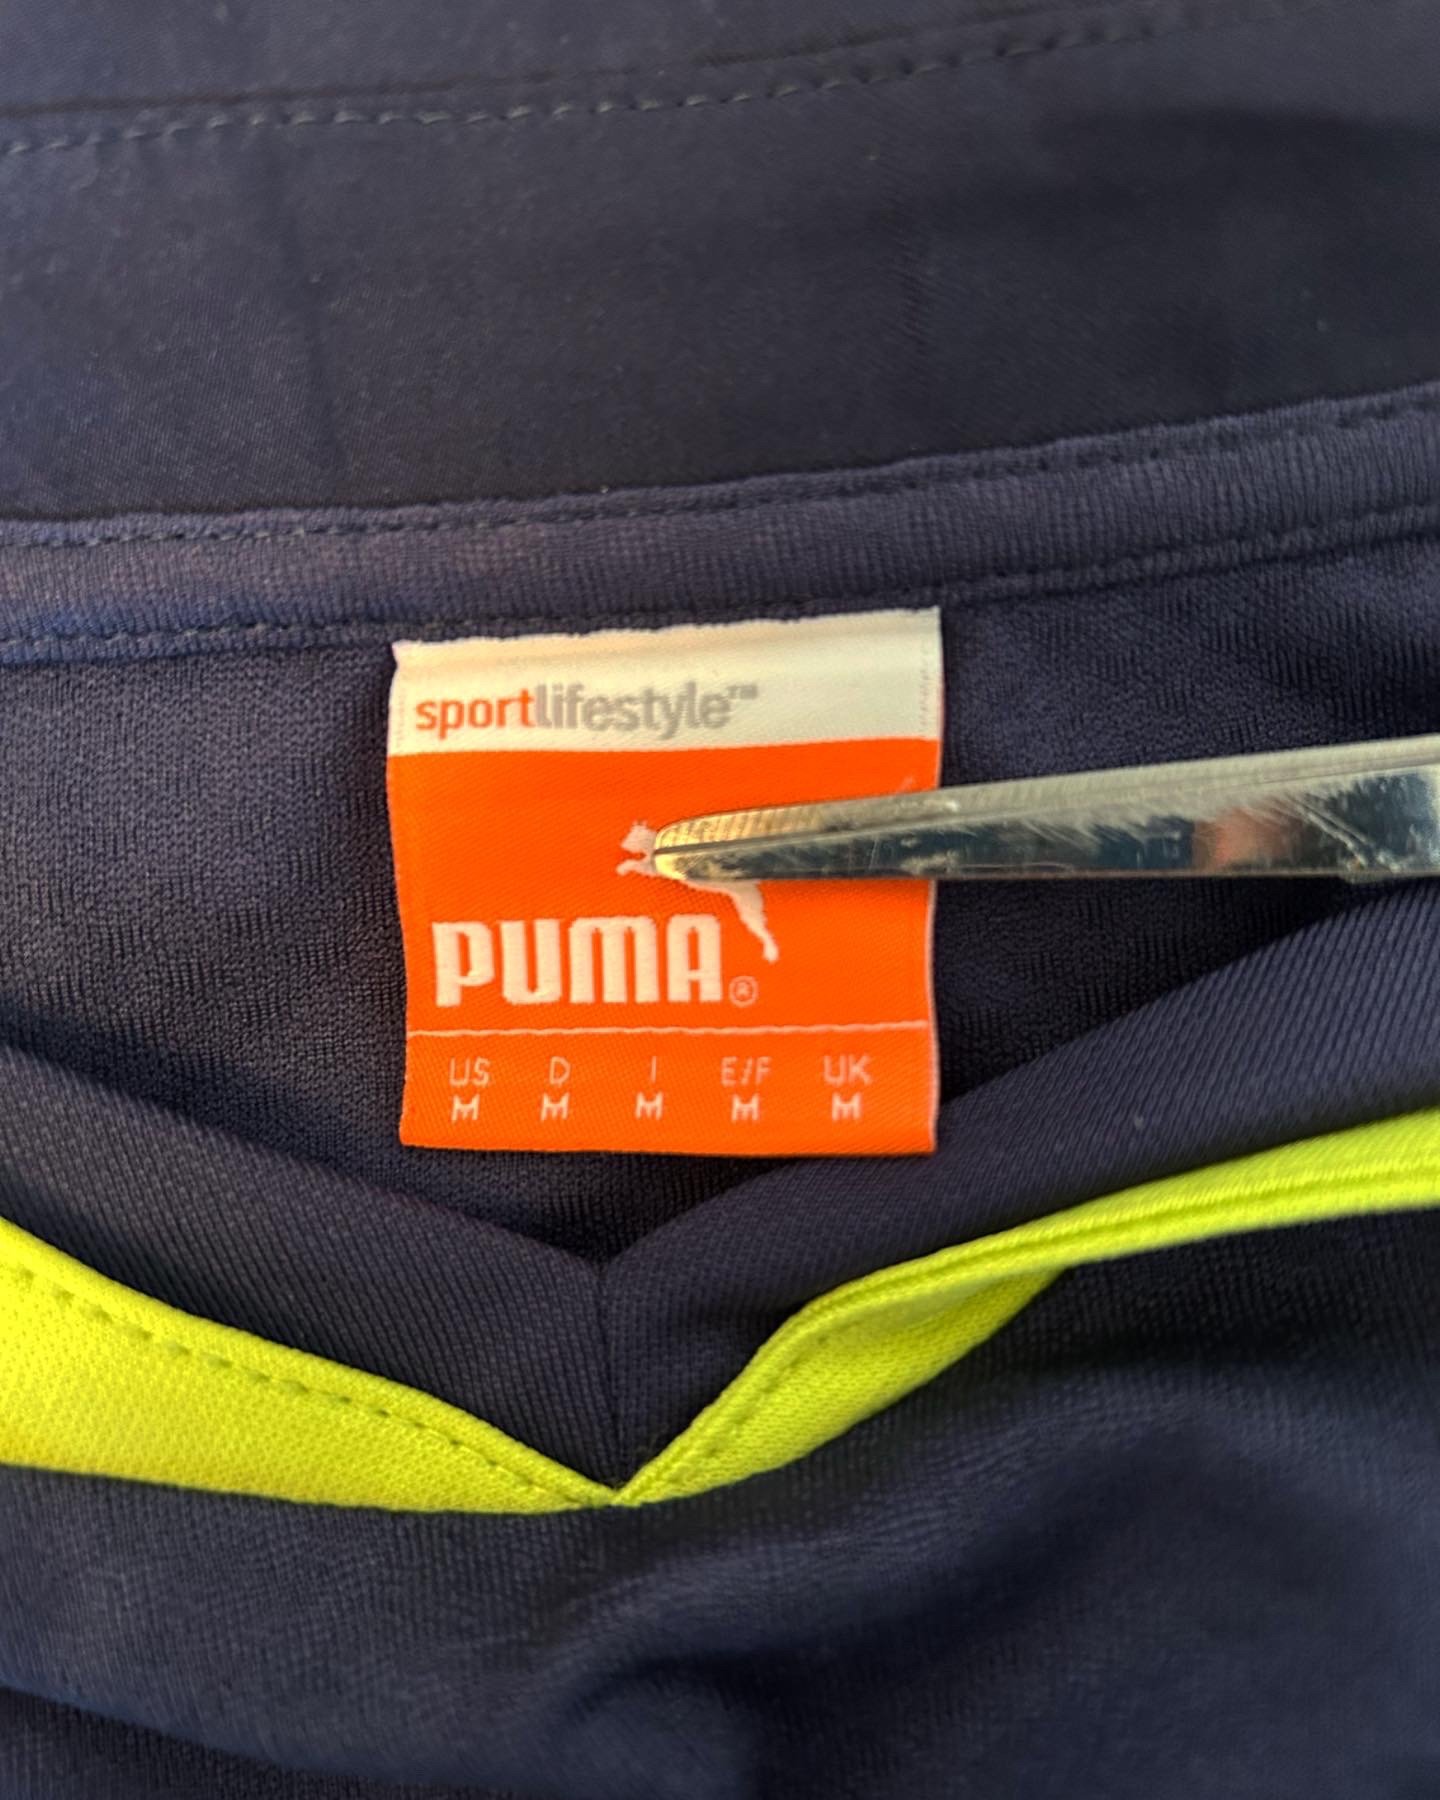 sportlifestyle™
PUMA®
US D I E/F UK
M M M M M